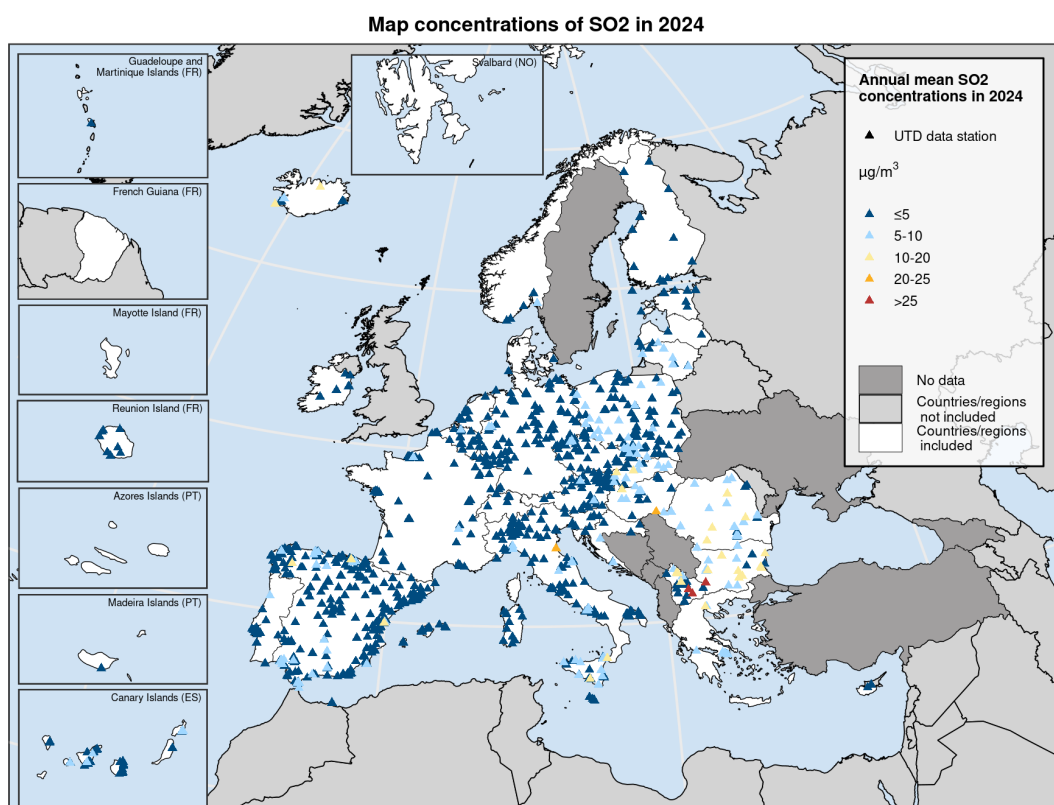 Map concentrations of SO2 in 2024
Guadeloupe and
Martinique Islands (FR)
Svalbard (NO)
French Guiana (FR)
Mayotte Island (FR)
Reunion Island (FR)
Azores Islands (PT)
Madeira Islands (PT)
Canary Islands (ES)
Annual mean SO2
concentrations in 2024
UTD data station
µg/m³
≤5
5-10
10-20
20-25
>25
No data
Countries/regions
not included
Countries/regions
included